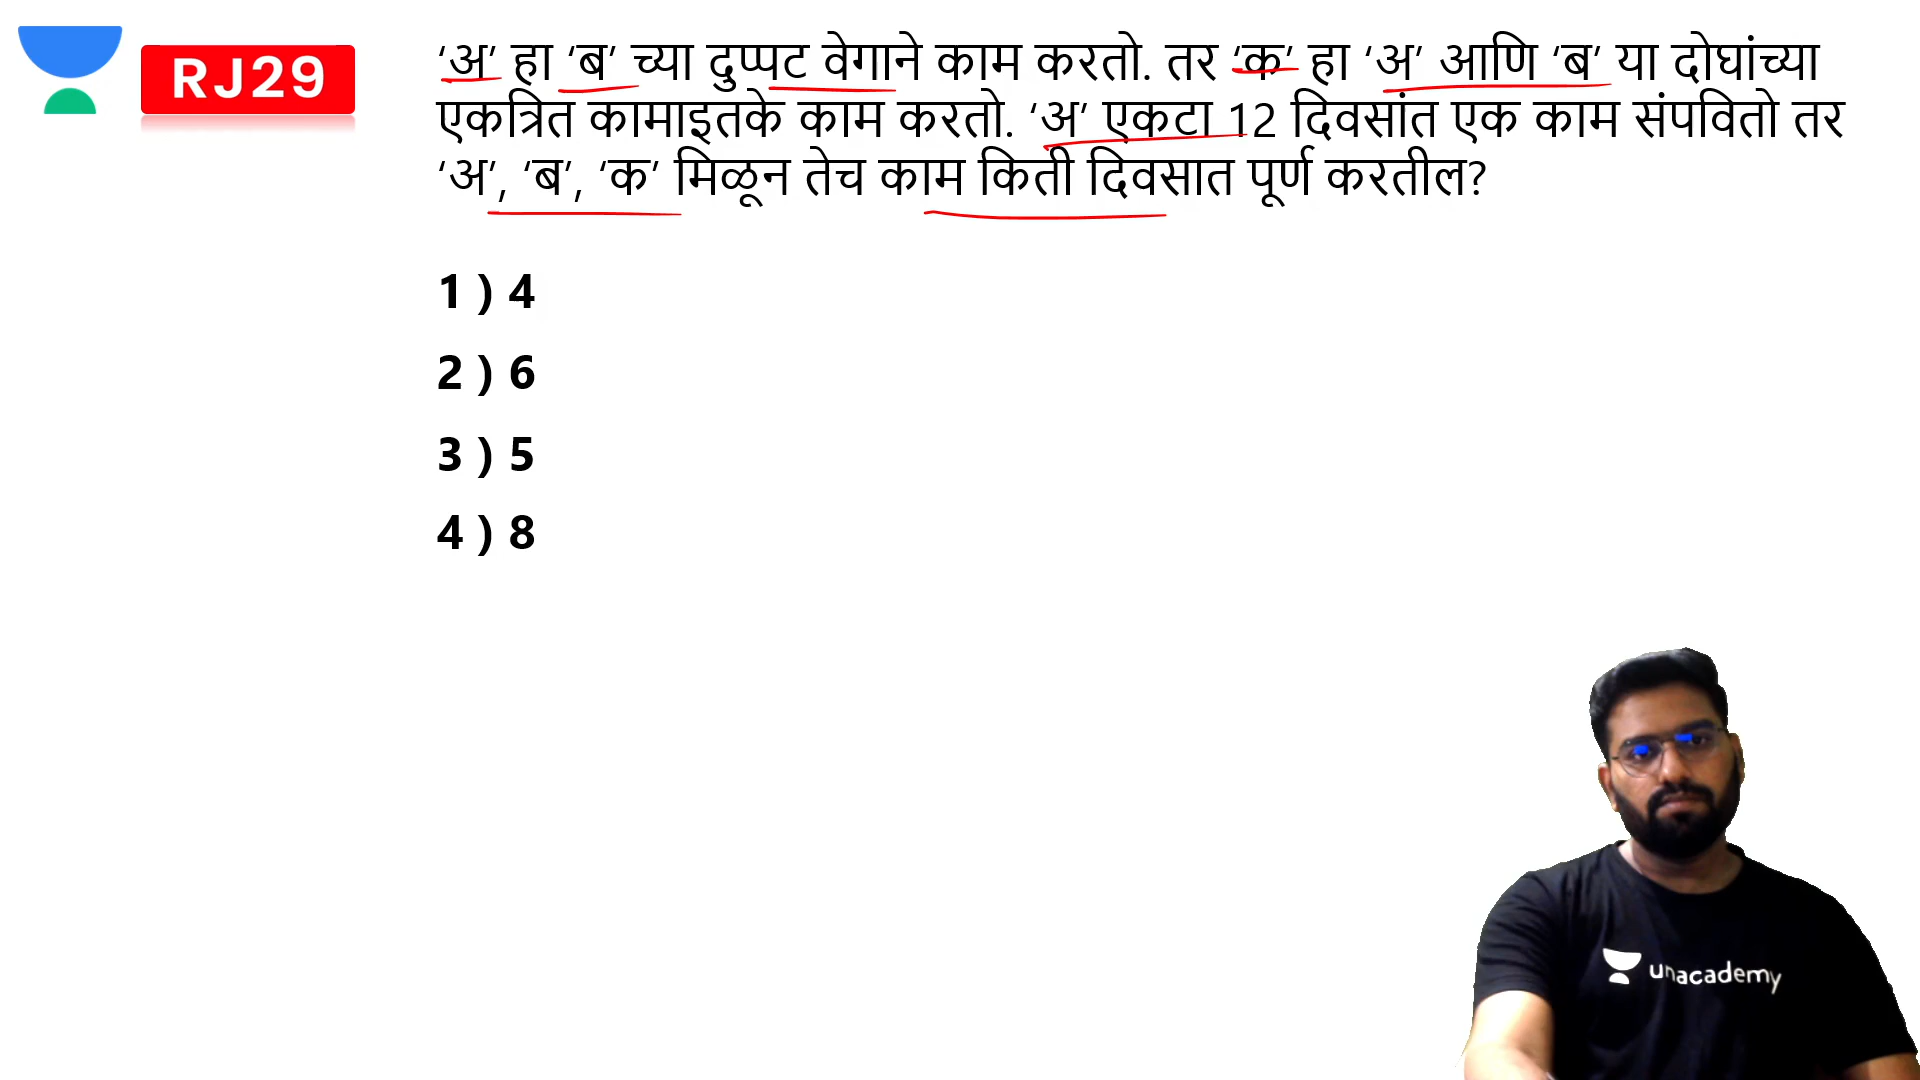 RJ29
‘अ’ हा ‘ब’ च्या दुप्पट वेगाने काम करतो. तर ‘क’ हा ‘अ’ आणि ‘ब’ या दोघांच्या
एकत्रित कामाइतके काम करतो. ‘अ’ एकटा 12 दिवसांत एक काम संपवितो तर
‘अ’, ‘ब’, ‘क’ मिळून तेच काम किती दिवसात पूर्ण करतील?
1 ) 4
2 ) 6
3 ) 5
4 ) 8
unacademy